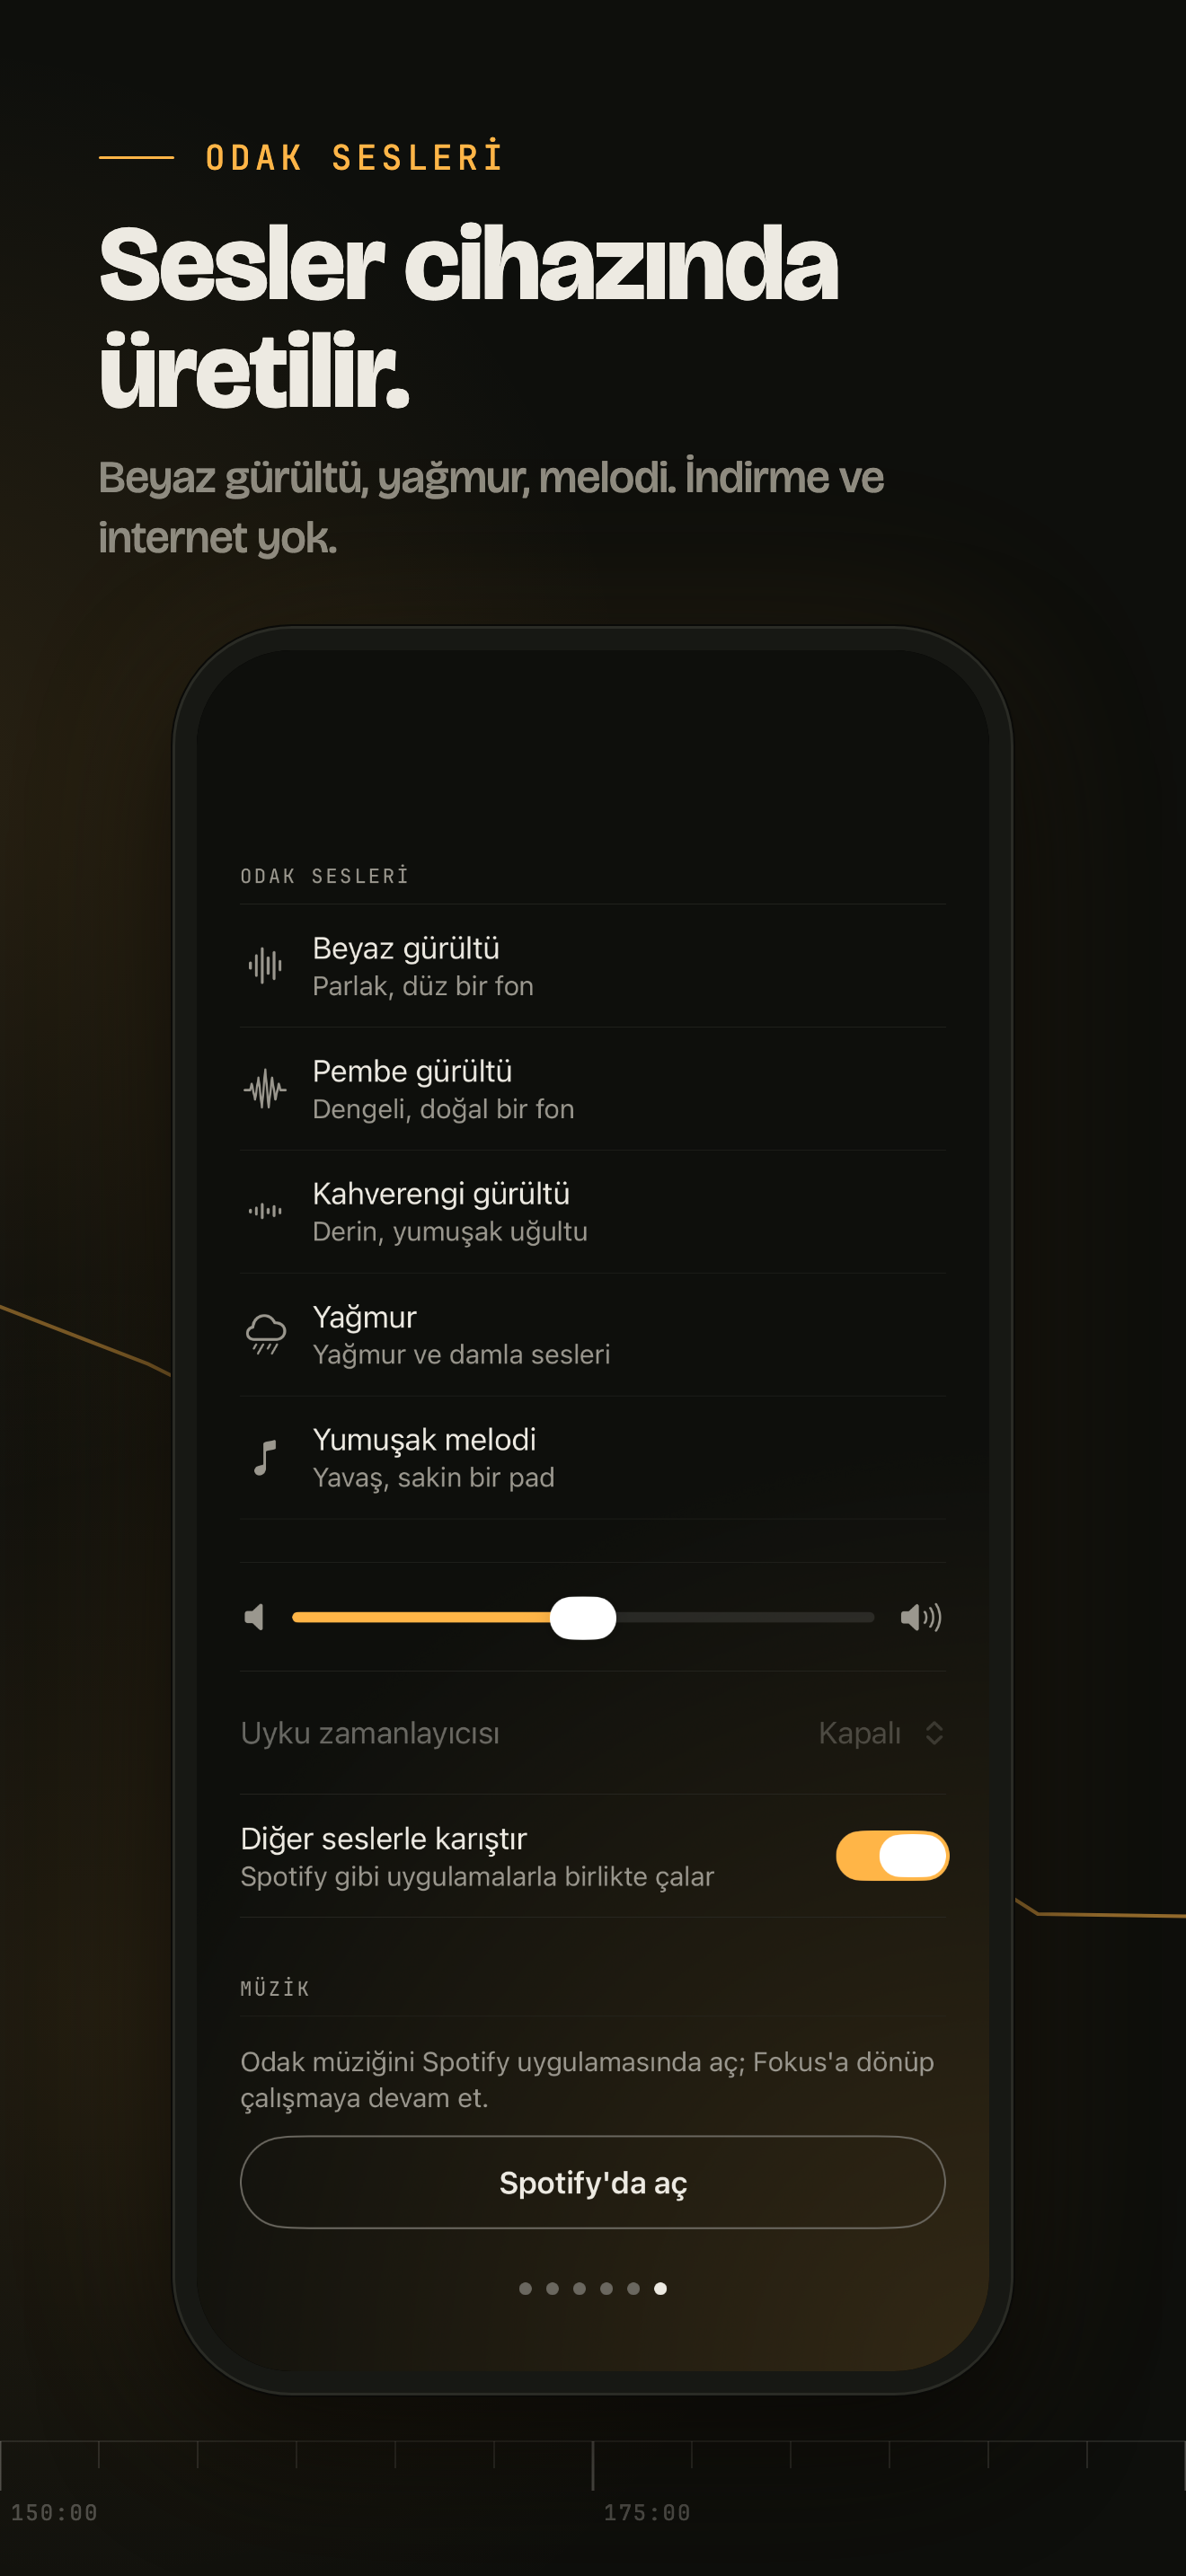 ODAK SESLERİ
Sesler cihazında
üretilir.
Beyaz gürültü, yağmur, melodi. İndirme ve
internet yok.
ODAK SESLERİ
Beyaz gürültü
Parlak, düz bir fon
Pembe gürültü
Dengeli, doğal bir fon
Kahverengi gürültü
Derin, yumuşak uğultu
Yağmur
Yağmur ve damla sesleri
Yumuşak melodi
Yavaş, sakin bir pad
Uyku zamanlayıcısı Kapalı
Diğer seslerle karıştır
Spotify gibi uygulamalarla birlikte çalar
MÜZİK
Odak müziğini Spotify uygulamasında aç; Fokus'a dönüp
çalışmaya devam et.
Spotify'da aç
150:00 175:00